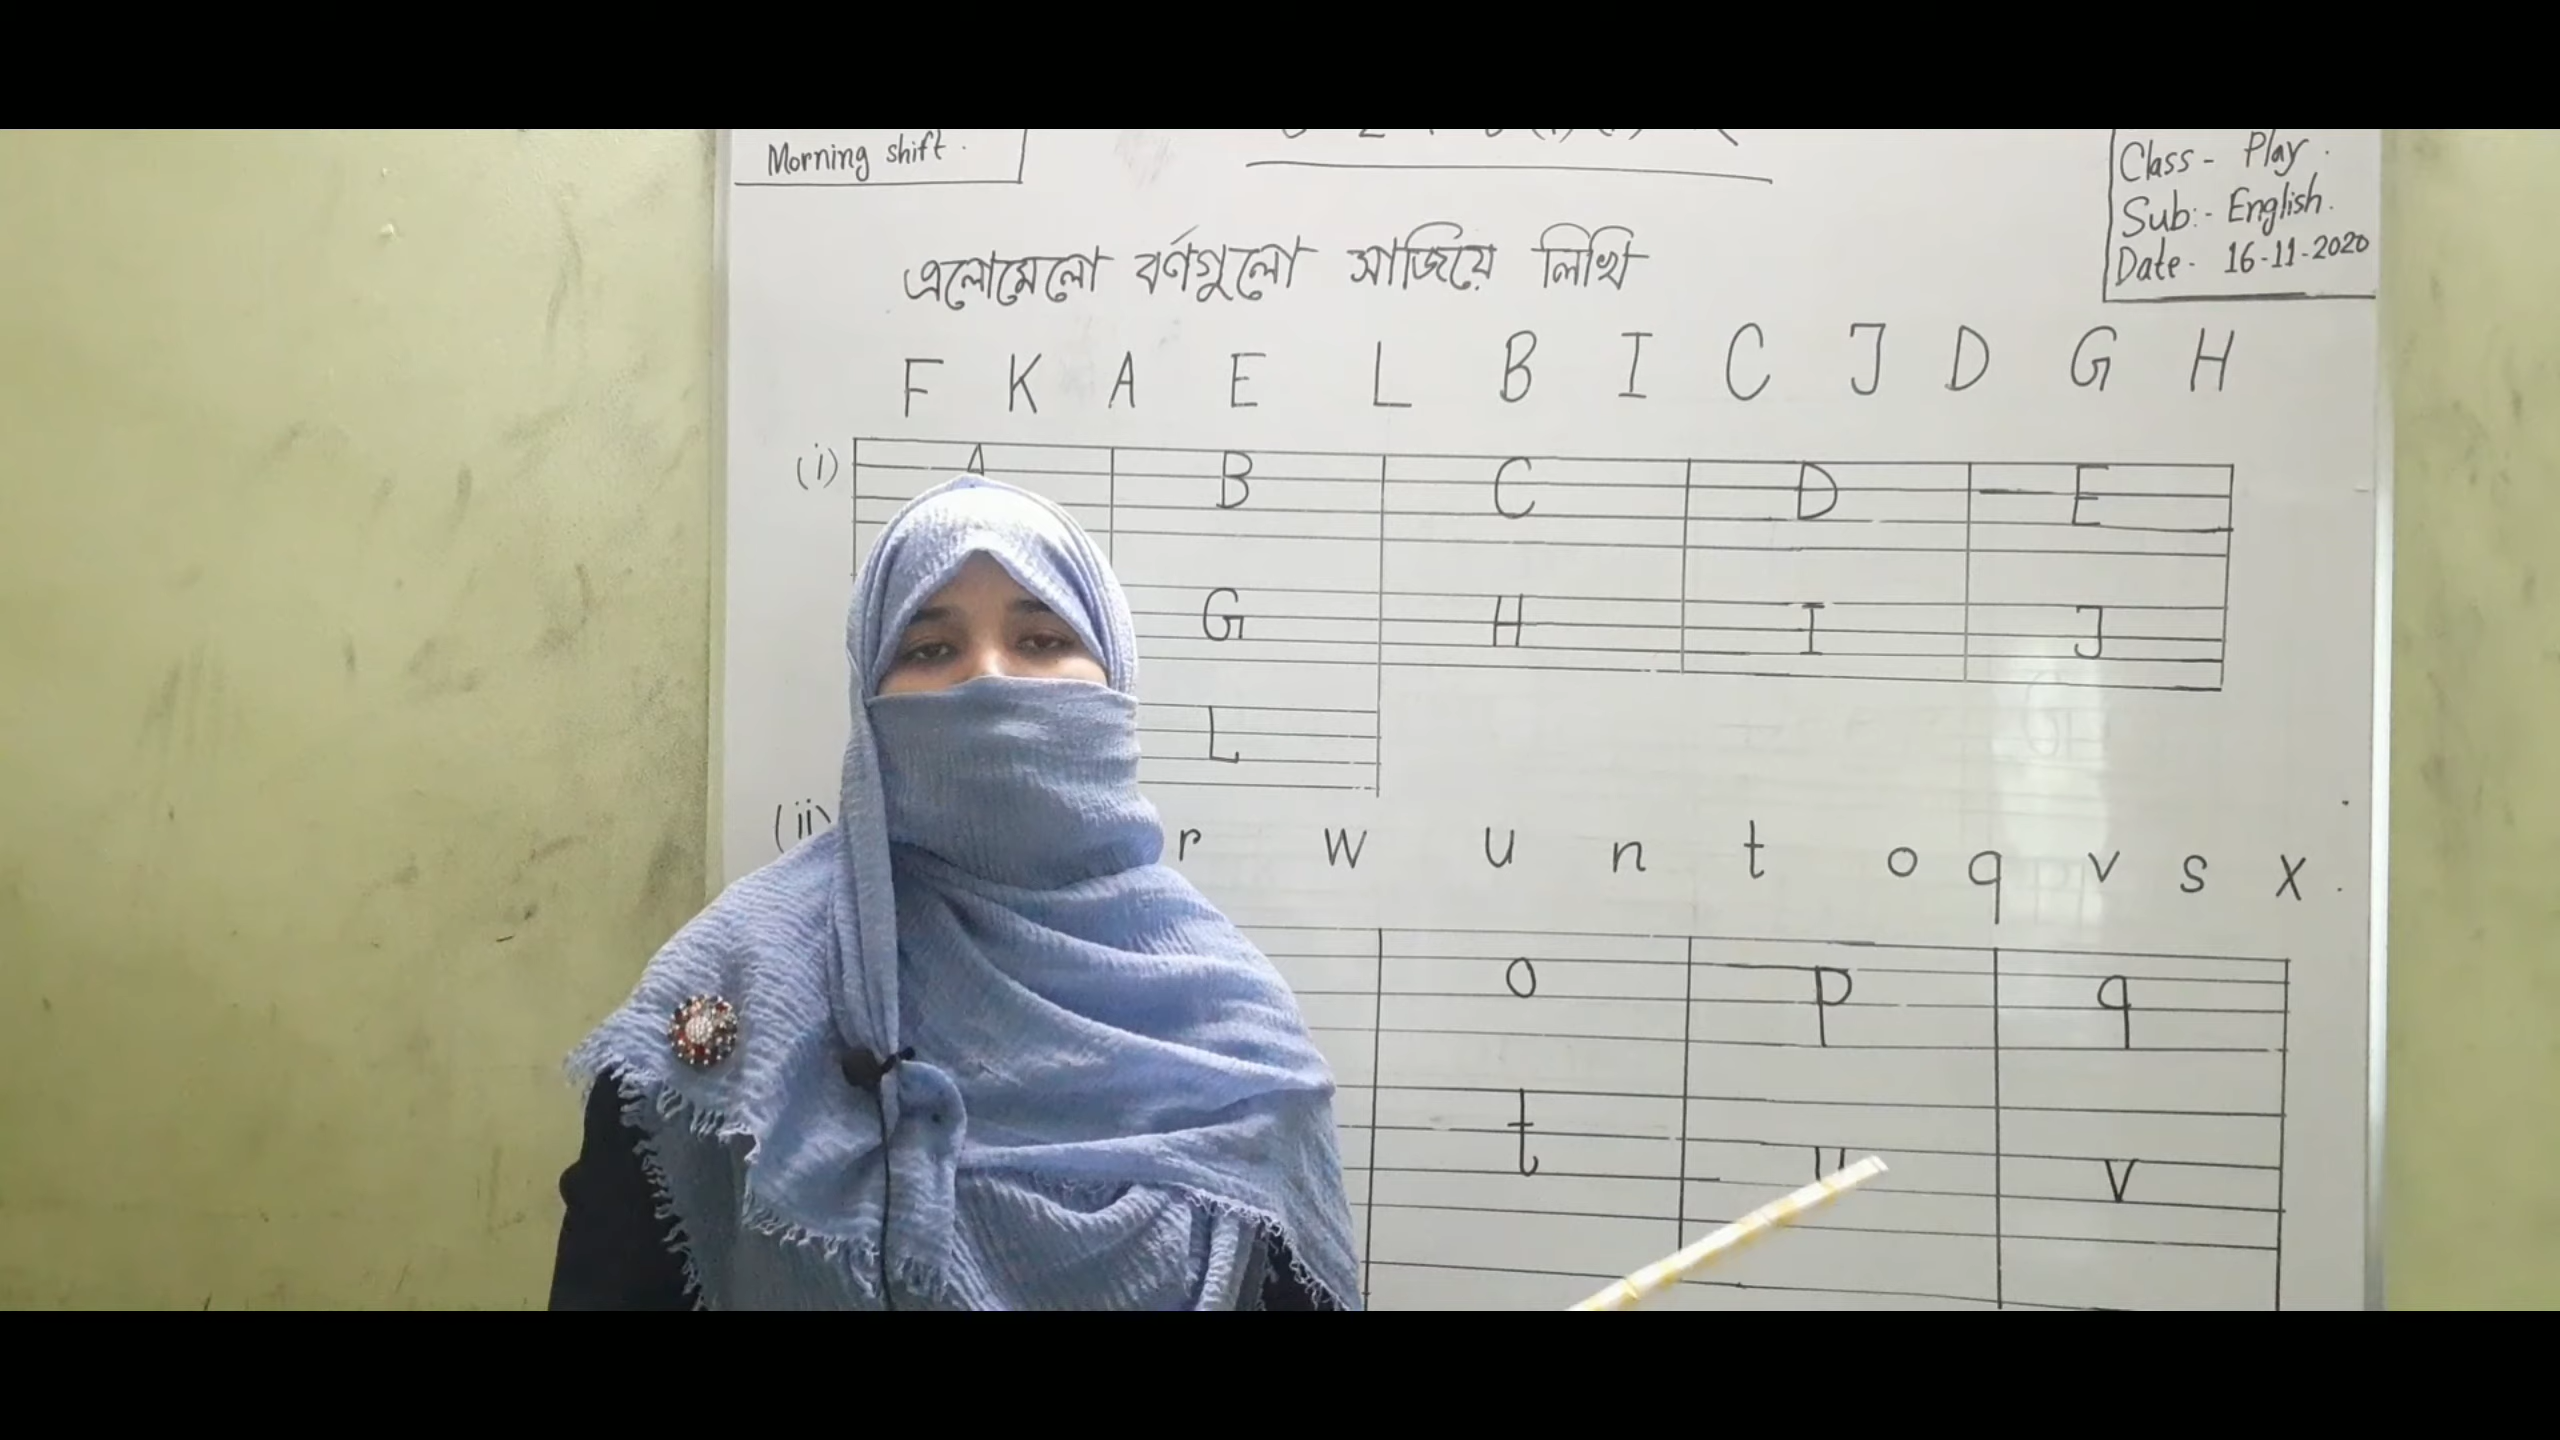 Morning shift.
Class - Play.
Sub:- English.
Date - 16-11-2020
এলোমেলো বর্ণগুলো সাজিয়ে লিখি
F K A E L B I C J D G H
(i) A B C D E
G H I J
L
(ii) r w u n t o q v s x.
o p q
t u v